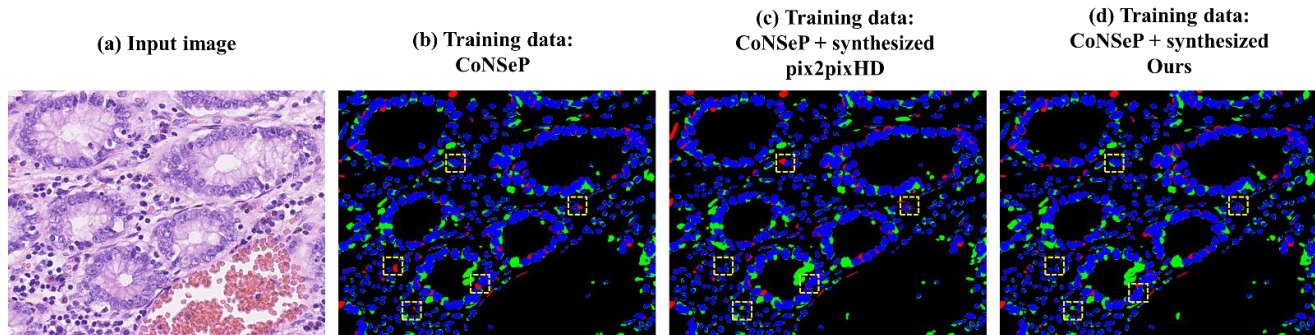 (a) Input image
(b) Training data:
CoNSeP
(c) Training data:
CoNSeP + synthesized
pix2pixHD
(d) Training data:
CoNSeP + synthesized
Ours